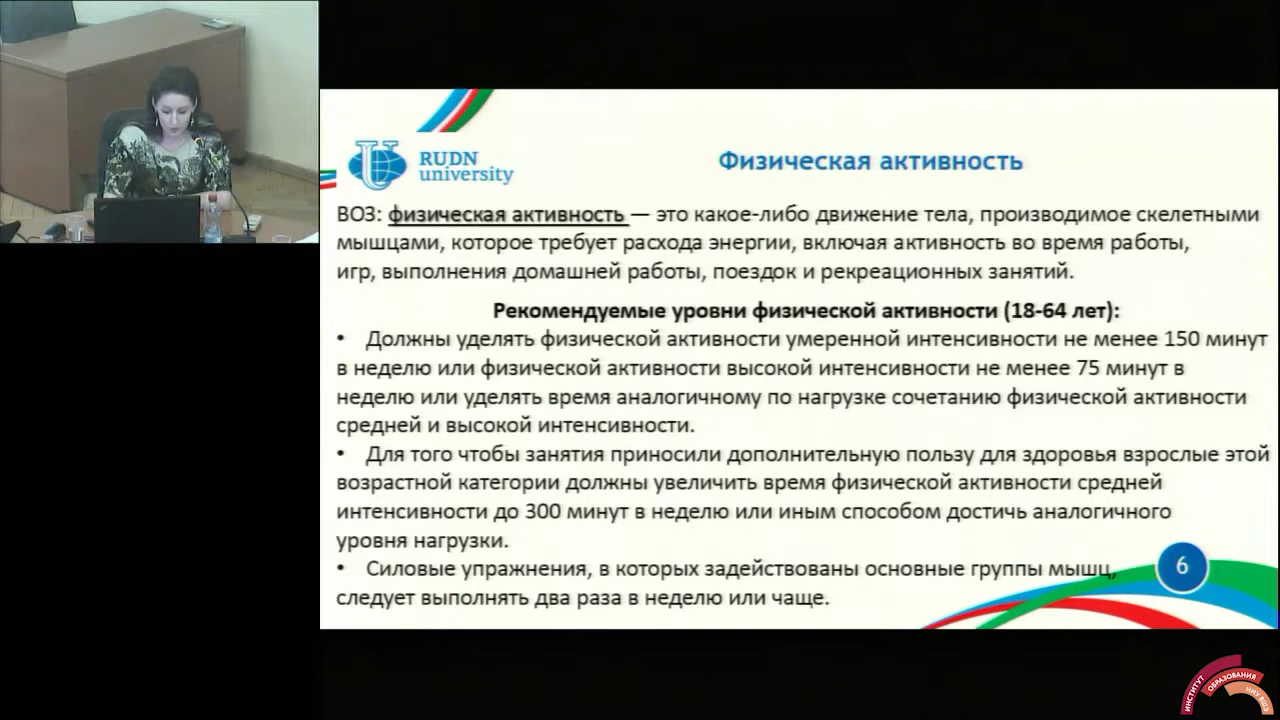 RUDN
university
Физическая активность
ВОЗ: физическая активность — это какое-либо движение тела, производимое скелетными
мышцами, которое требует расхода энергии, включая активность во время работы,
игр, выполнения домашней работы, поездок и рекреационных занятий.
Рекомендуемые уровни физической активности (18-64 лет):
• Должны уделять физической активности умеренной интенсивности не менее 150 минут
в неделю или физической активности высокой интенсивности не менее 75 минут в
неделю или уделять время аналогичному по нагрузке сочетанию физической активности
средней и высокой интенсивности.
• Для того чтобы занятия приносили дополнительную пользу для здоровья взрослые этой
возрастной категории должны увеличить время физической активности средней
интенсивности до 300 минут в неделю или иным способом достичь аналогичного
уровня нагрузки.
• Силовые упражнения, в которых задействованы основные группы мышц,
следует выполнять два раза в неделю или чаще.
6
ИНСТИТУТ
ОБРАЗОВАНИЯ
НИУ ВШЭ